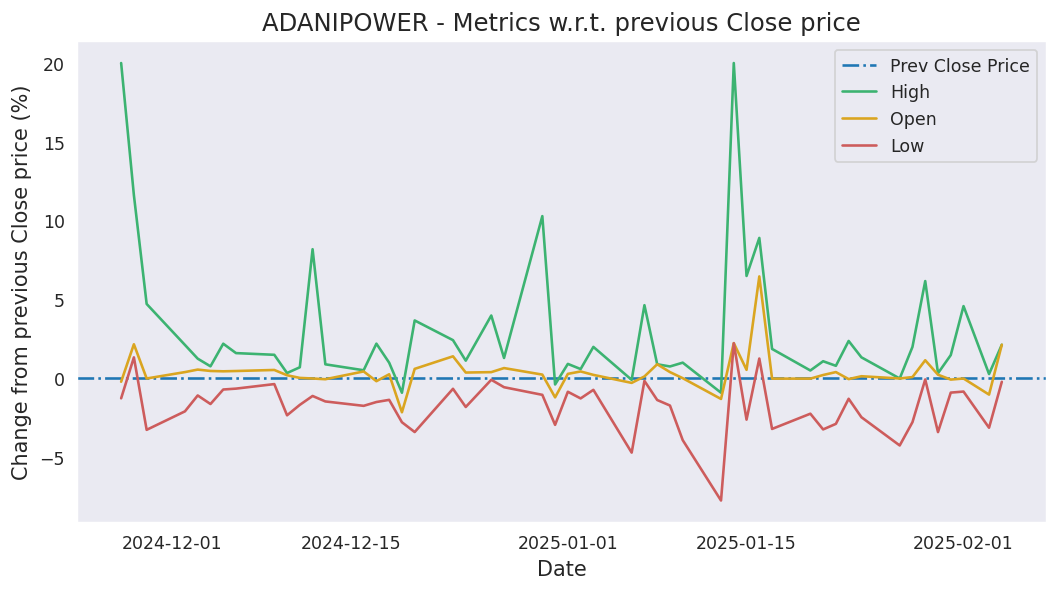 ADANIPOWER - Metrics w.r.t. previous Close price
Change from previous Close price (%)
20
15
10
5
0
−5
Prev Close Price
High
Open
Low
2024-12-01
2024-12-15
2025-01-01
2025-01-15
2025-02-01
Date